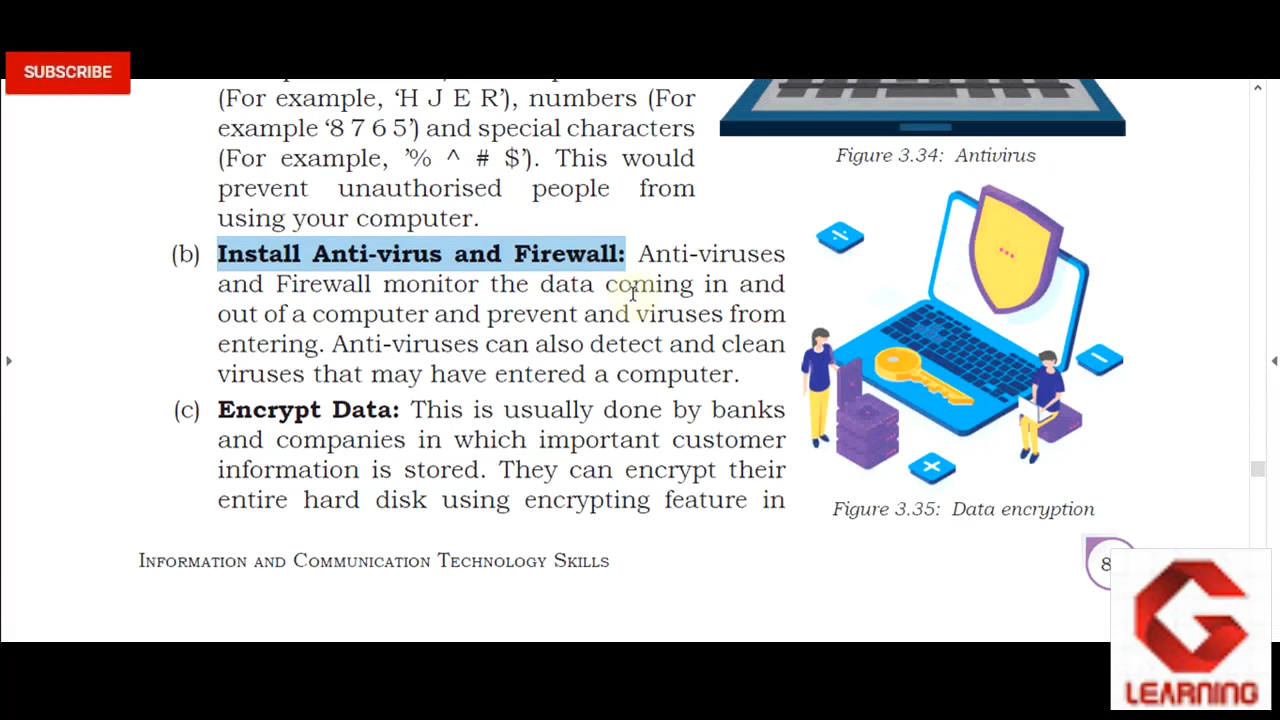 SUBSCRIBE
(For example, ‘H J E R’), numbers (For
example ‘8 7 6 5’) and special characters
(For example, ’% ^ # $’). This would
prevent unauthorised people from
using your computer.
(b) Install Anti-virus and Firewall: Anti-viruses
and Firewall monitor the data coming in and
out of a computer and prevent and viruses from
entering. Anti-viruses can also detect and clean
viruses that may have entered a computer.
(c) Encrypt Data: This is usually done by banks
and companies in which important customer
information is stored. They can encrypt their
entire hard disk using encrypting feature in
Figure 3.34: Antivirus
Figure 3.35: Data encryption
Information and Communication Technology Skills
LEARNING